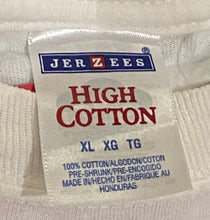 JERZEES
HIGH
COTTON
XL XG TG
100% COTTON/ALGODON/COTON
PRE-SHRUNK/PRE-ENCOGIDO
MADE IN/HECHO EN/FABRIQUE AU
HONDURAS